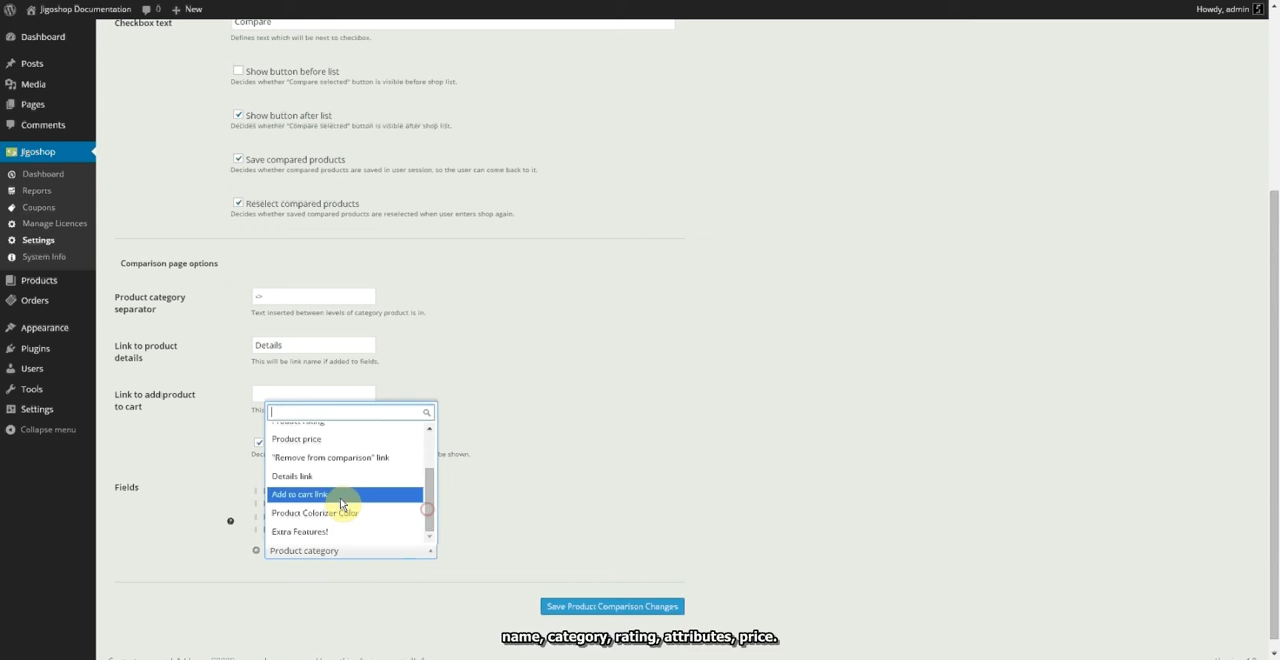 Jigoshop Documentation 0 New Howdy, admin
Dashboard
Posts
Media
Pages
Comments
Jigoshop
Dashboard
Reports
Coupons
Manage Licences
Settings
System Info
Products
Orders
Appearance
Plugins
Users
Tools
Settings
Collapse menu
Checkbox text
Compare
Defines text which will be next to checkbox.
Show button before list
Decides whether "Compare selected" button is visible before shop list.
Show button after list
Decides whether "Compare selected" button is visible after shop list.
Save compared products
Decides whether compared products are saved in user session, so the user can come back to it.
Reselect compared products
Decides whether saved compared products are reselected when user enters shop again.
Comparison page options
Product category
separator
->
Text inserted between levels of category product is in.
Link to product
details
Details
This will be link name if added to fields.
Link to add product
to cart
This
Deci
be shown.
Fields
Product rating
Product price
"Remove from comparison" link
Details link
Add to cart link
Product Colorizer Color
Extra Features!
Product category
Save Product Comparison Changes
name, category, rating, attributes, price.